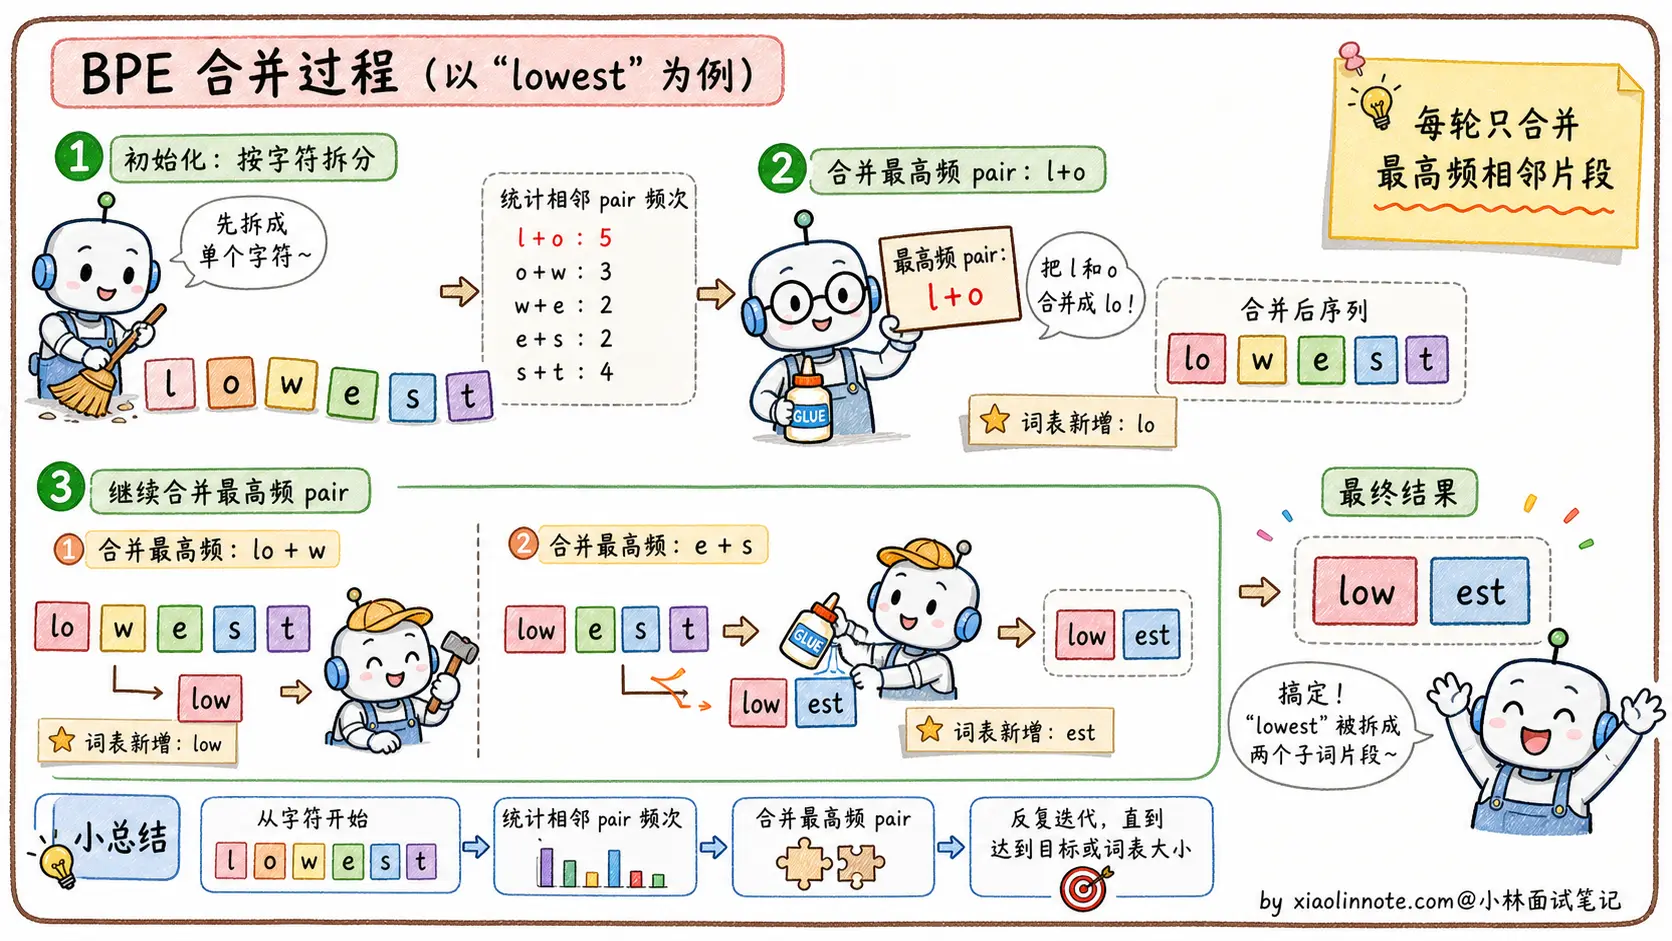 BPE 合并过程（以 “lowest” 为例）
每轮只合并
最高频相邻片段
1 初始化：按字符拆分
先拆成
单个字符~
l o w e s t
统计相邻 pair 频次
l + o : 5
o + w : 3
w + e : 2
e + s : 2
s + t : 4
2 合并最高频 pair：l+o
最高频 pair:
l + o
把 l 和 o
合并成 lo！
GLUE
合并后序列
lo w e s t
词表新增：lo
3 继续合并最高频 pair
1 合并最高频：lo + w
lo w e s t
low
词表新增：low
2 合并最高频：e + s
low e s t
GLUE
low est
low est
词表新增：est
最终结果
low est
搞定！
“lowest” 被拆成
两个子词片段~
小总结
从字符开始
l o w e s t
统计相邻 pair 频次
合并最高频 pair
反复迭代，直到
达到目标或词表大小
by xiaolinnote.com@小林面试笔记